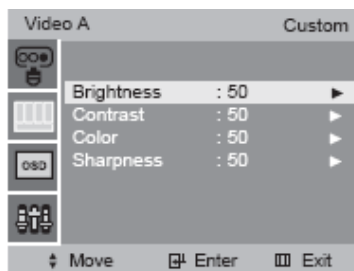 Video A Custom
Brightness : 50
Contrast : 50
Color : 50
Sharpness : 50
OSD
Move Enter Exit